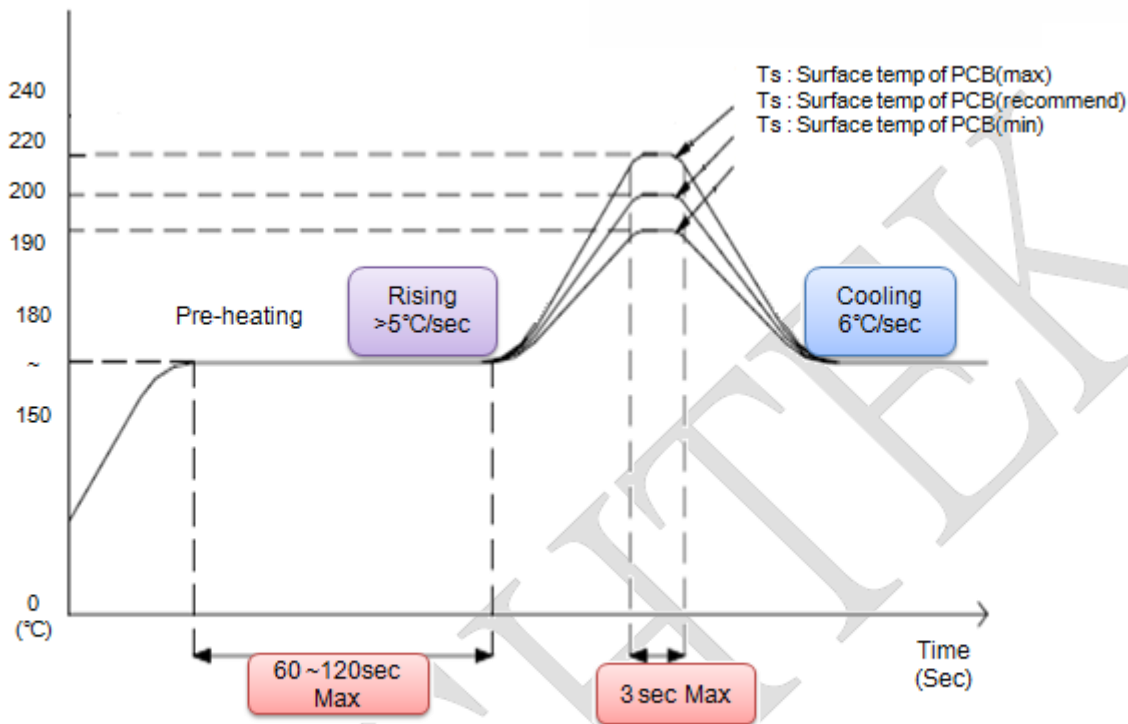 240
220
200
190
180
~
150
0
(℃)
Ts : Surface temp of PCB(max)
Ts : Surface temp of PCB(recommend)
Ts : Surface temp of PCB(min)
Pre-heating
Rising
>5℃/sec
Cooling
6℃/sec
60 ~120sec
Max
3 sec Max
Time
(Sec)